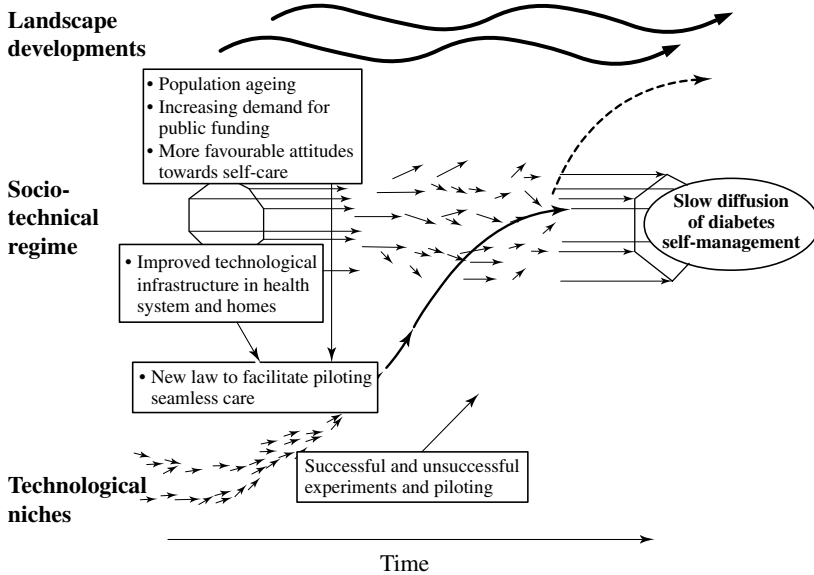 Landscape
developments
• Population ageing
• Increasing demand for
public funding
• More favourable attitudes
towards self-care
Socio-
technical
regime
Slow diffusion
of diabetes
self-management
• Improved technological
infrastructure in health
system and homes
• New law to facilitate piloting
seamless care
Successful and unsuccessful
experiments and piloting
Technological
niches
Time